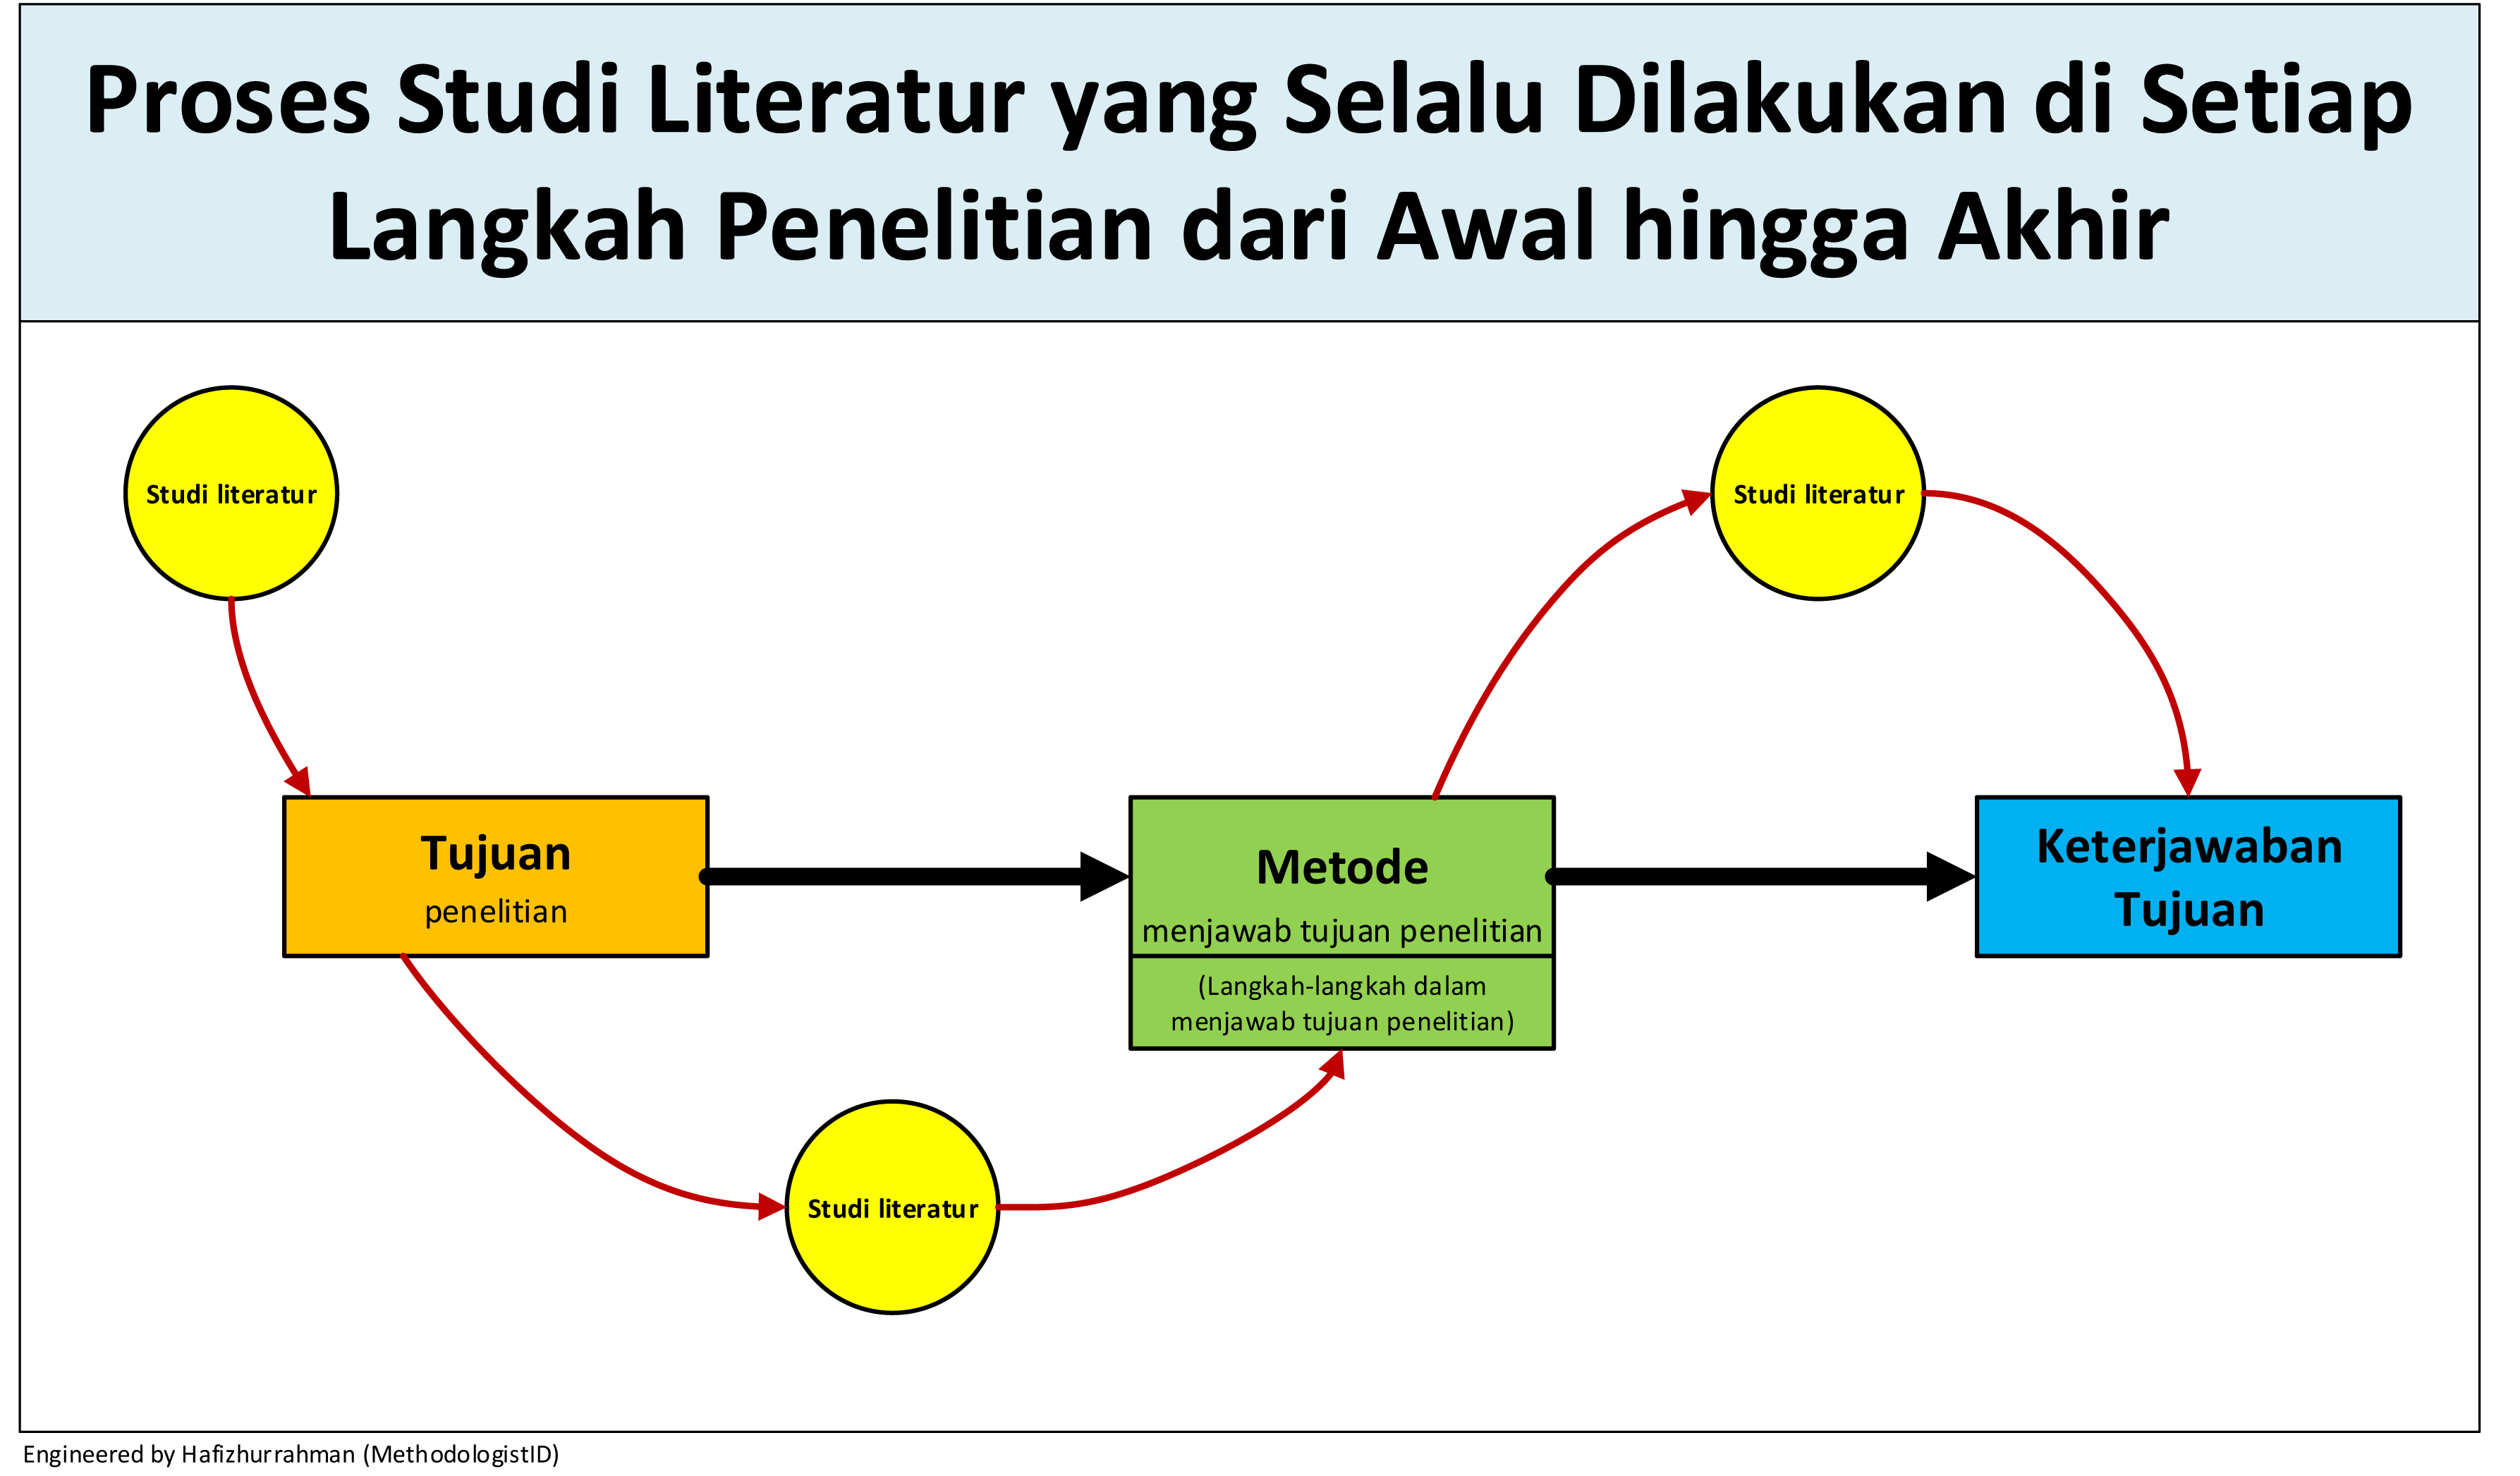 Proses Studi Literatur yang Selalu Dilakukan di Setiap
Langkah Penelitian dari Awal hingga Akhir
Studi literatur
Studi literatur
Tujuan
penelitian
Metode
menjawab tujuan penelitian
(Langkah-langkah dalam
menjawab tujuan penelitian)
Keterjawaban
Tujuan
Studi literatur
Engineered by Hafizhurrahman (MethodologistID)